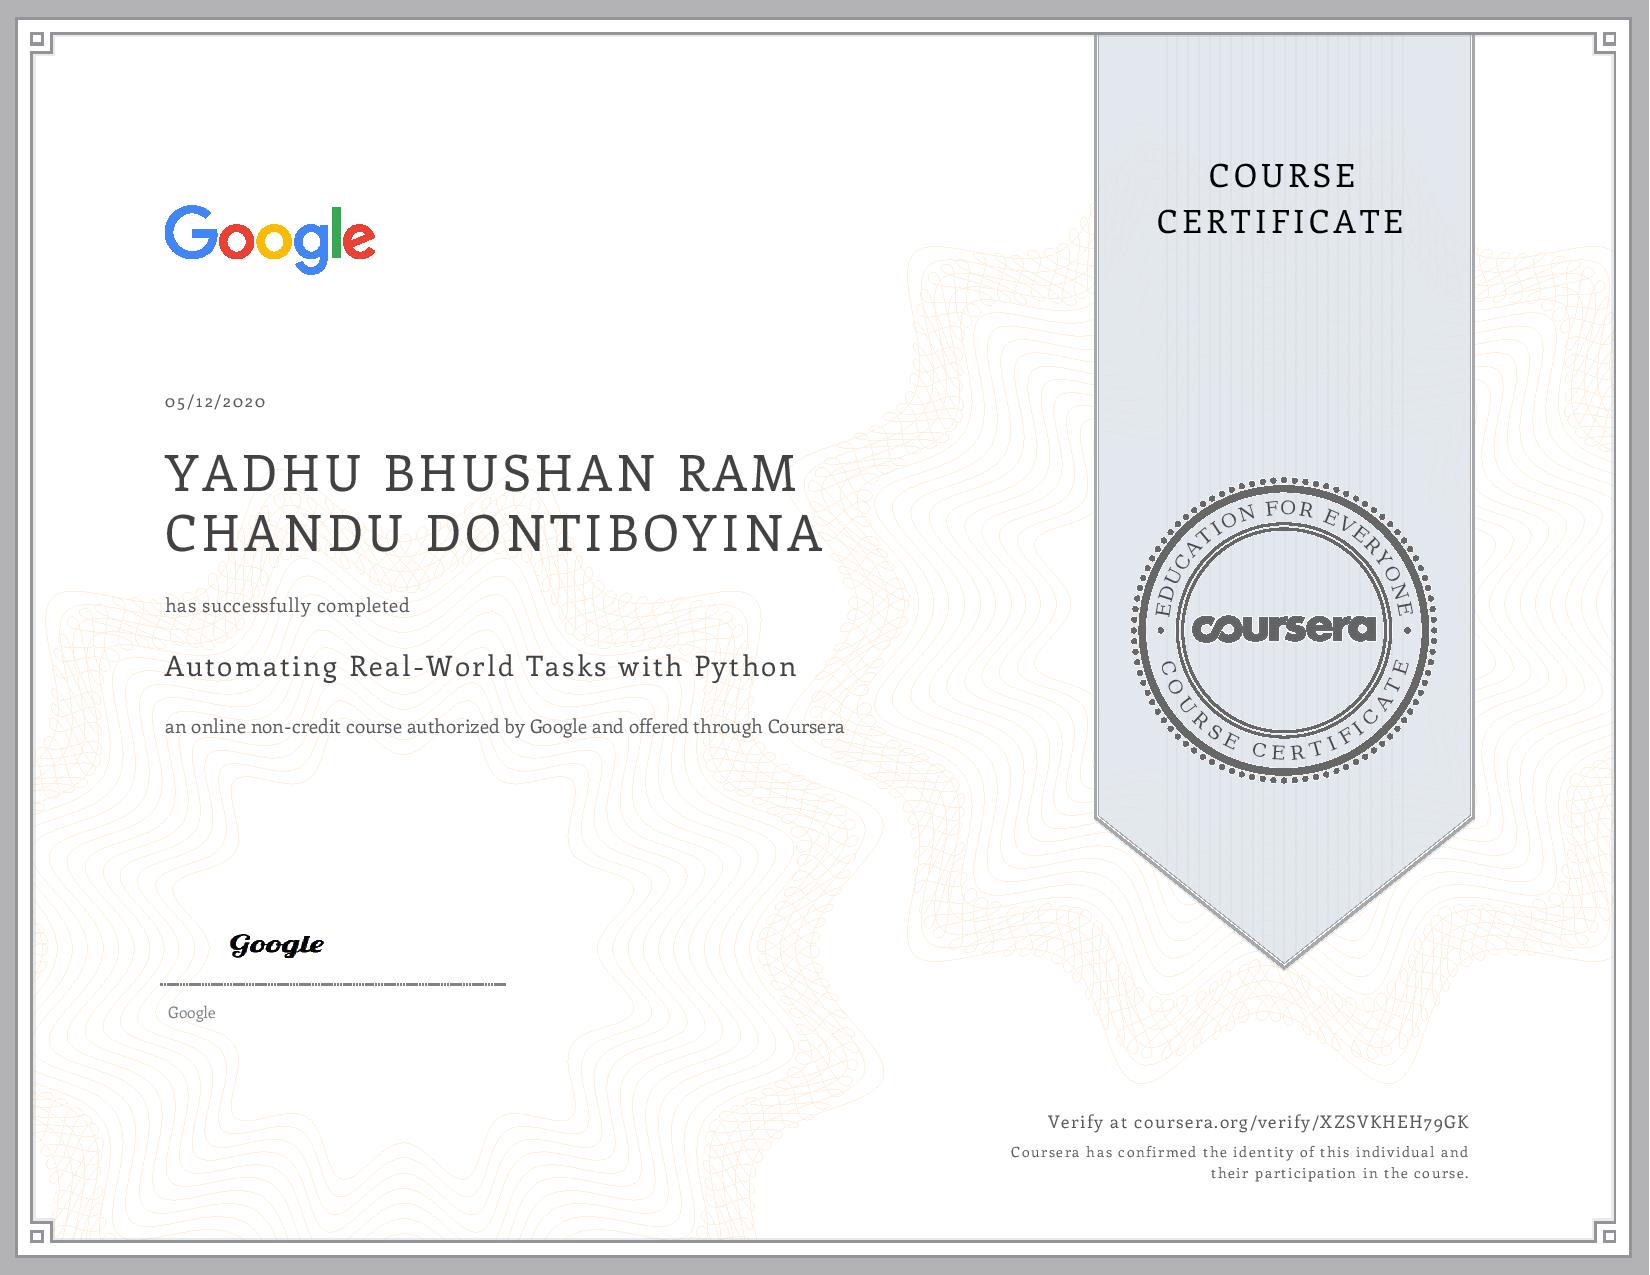 Google
05/12/2020
YADHU BHUSHAN RAM
CHANDU DONTIBOYINA
has successfully completed
Automating Real-World Tasks with Python
an online non-credit course authorized by Google and offered through Coursera
Google
Google
COURSE
CERTIFICATE
EDUCATION FOR EVERYONE
coursera
COURSE CERTIFICATE
Verify at coursera.org/verify/XZSVKHEH79GK
Coursera has confirmed the identity of this individual and
their participation in the course.